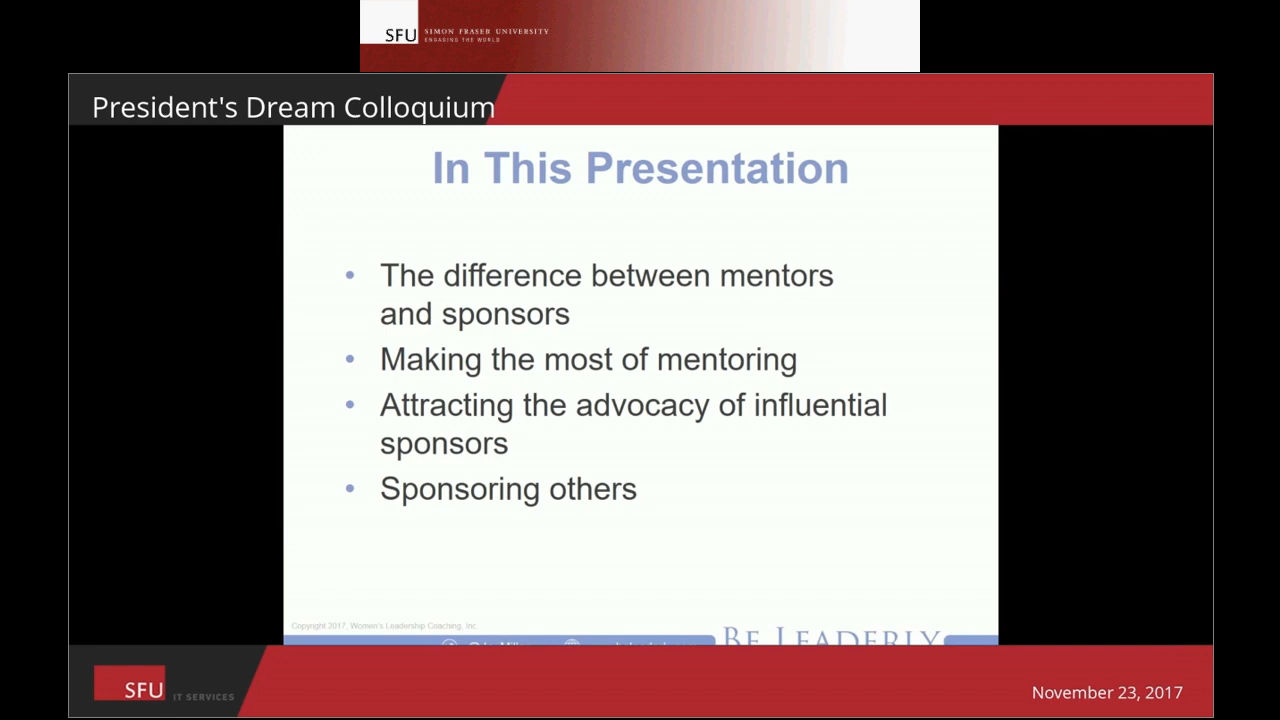 SFU SIMON FRASER UNIVERSITY
ENGAGING THE WORLD
President's Dream Colloquium
In This Presentation
• The difference between mentors
and sponsors
• Making the most of mentoring
• Attracting the advocacy of influential
sponsors
• Sponsoring others
Copyright 2017, Women's Leadership Coaching, Inc.
BE LEADERLY
SFU IT SERVICES
November 23, 2017